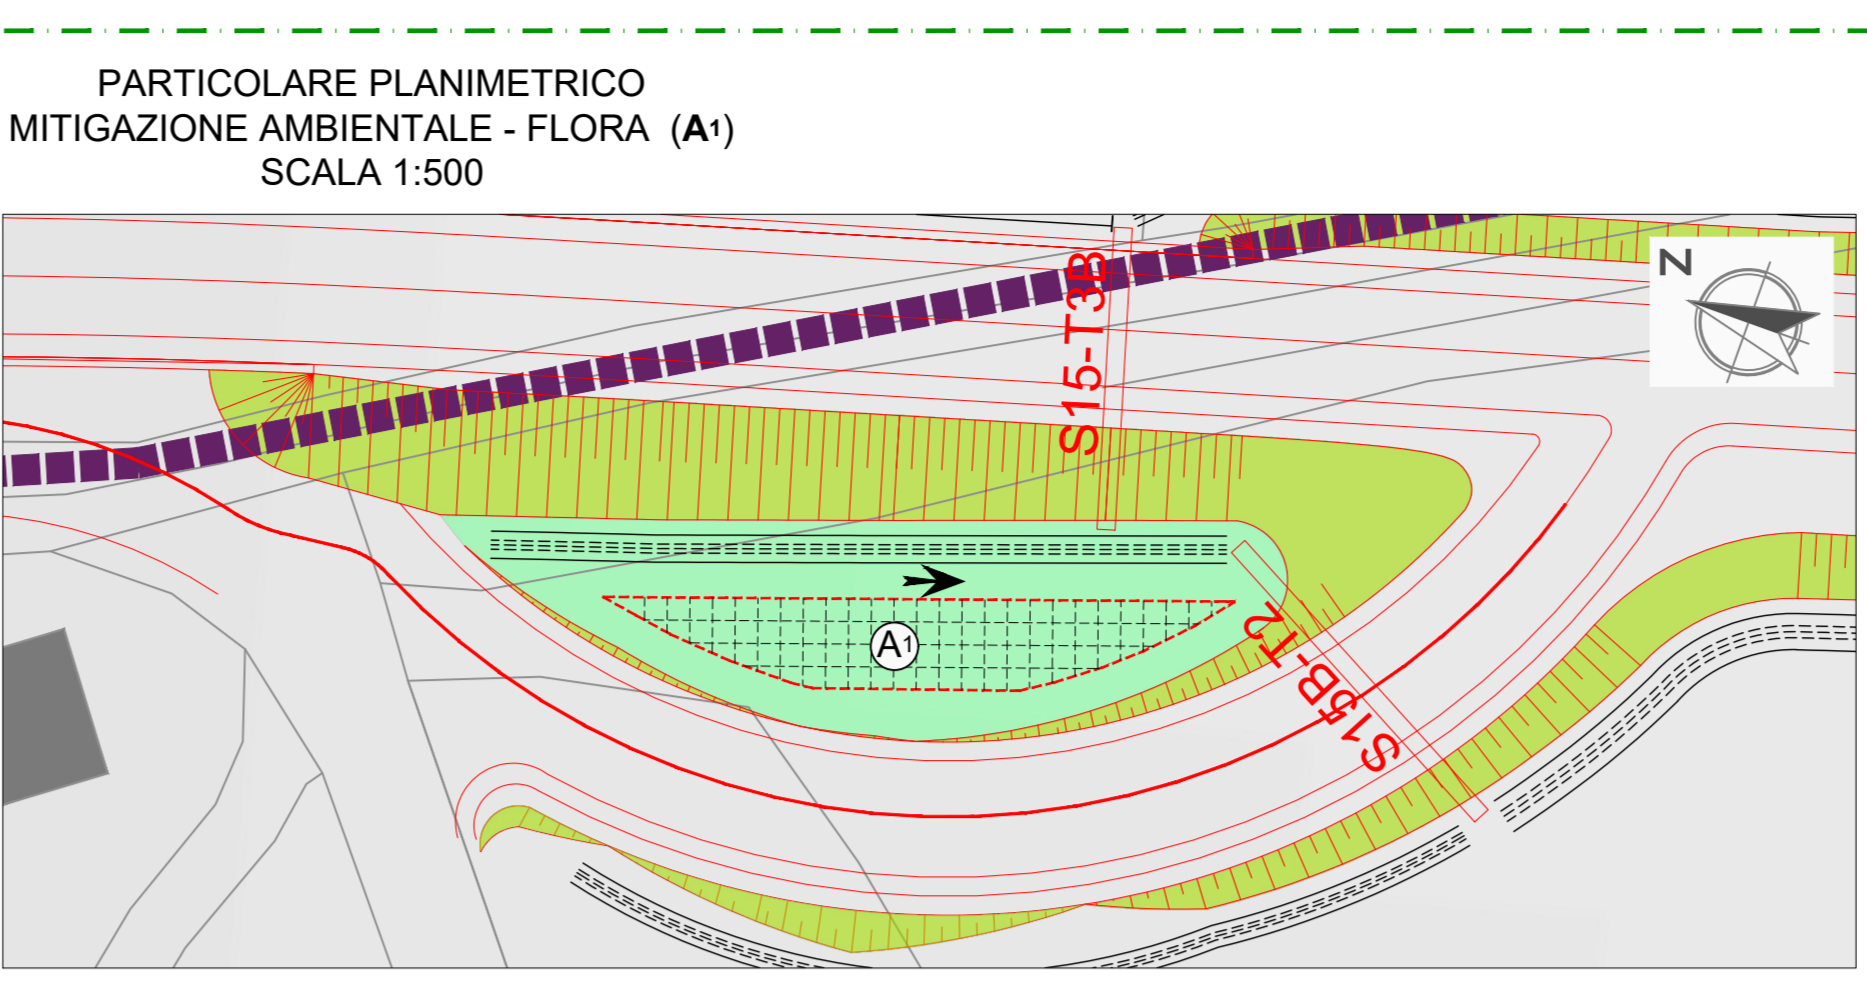 PARTICOLARE PLANIMETRICO
MITIGAZIONE AMBIENTALE - FLORA (A1)
SCALA 1:500
N
S15-T3B
A1
S15B-T2